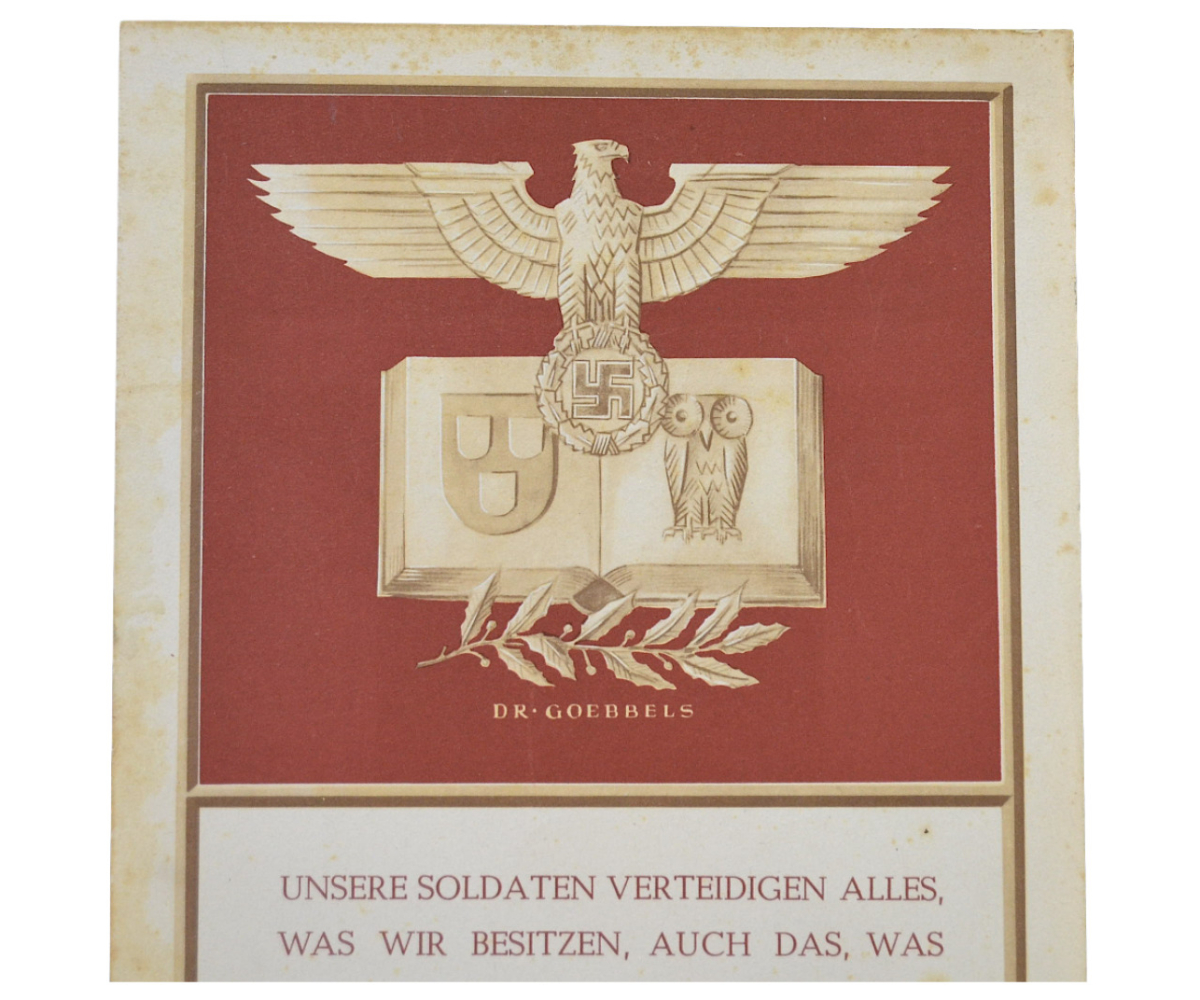 DR· GOEBBELS
UNSERE SOLDATEN VERTEIDIGEN ALLES,
WAS WIR BESITZEN, AUCH DAS, WAS